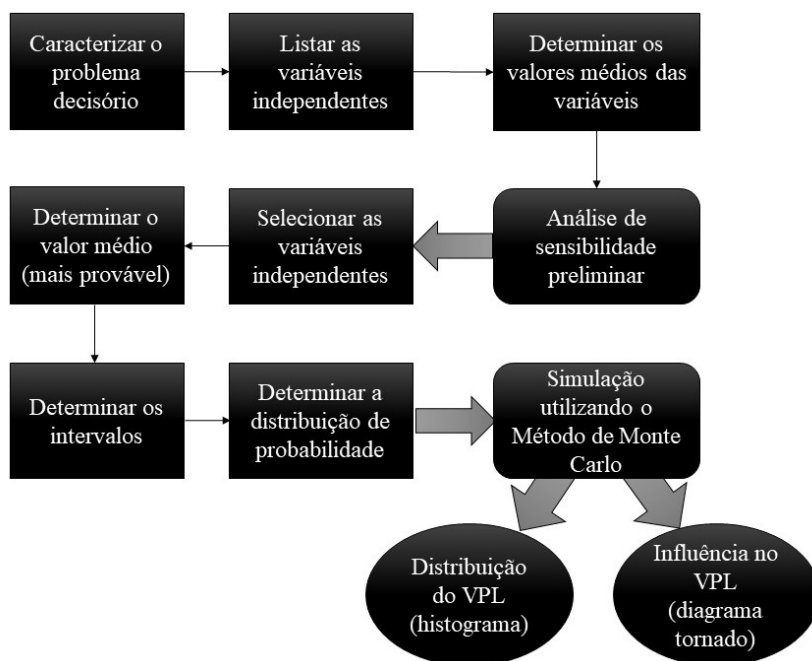 Caracterizar o
problema
decisório
Listar as
variáveis
independentes
Determinar os
valores médios das
variáveis
Análise de
sensibilidade
preliminar
Selecionar as
variáveis
independentes
Determinar o
valor médio
(mais provável)
Determinar os
intervalos
Determinar a
distribuição de
probabilidade
Simulação
utilizando o
Método de Monte
Carlo
Distribuição
do VPL
(histograma)
Influência no
VPL
(diagrama
tornado)